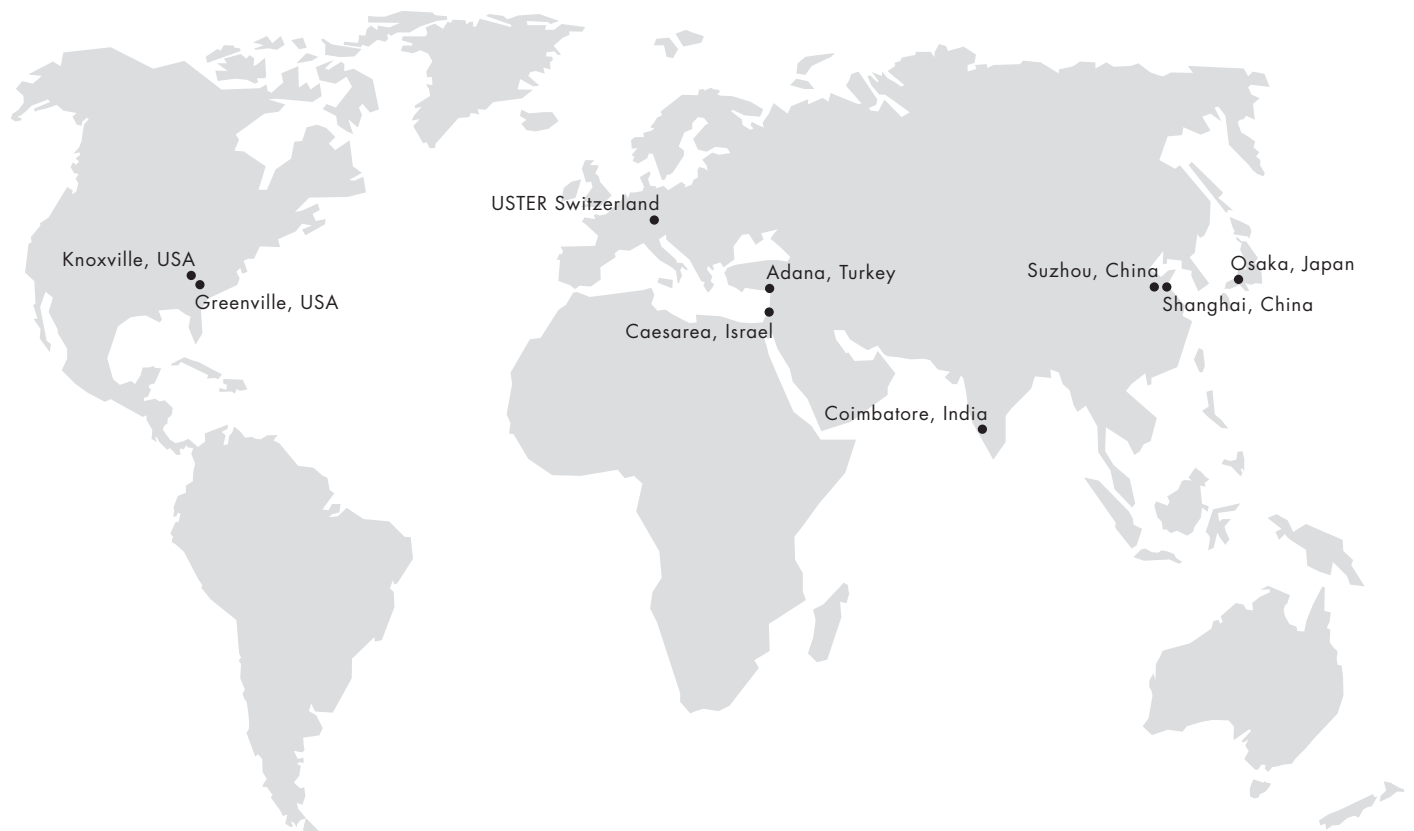 USTER Switzerland
Knoxville, USA
Greenville, USA
Adana, Turkey
Caesarea, Israel
Suzhou, China
Osaka, Japan
Shanghai, China
Coimbatore, India